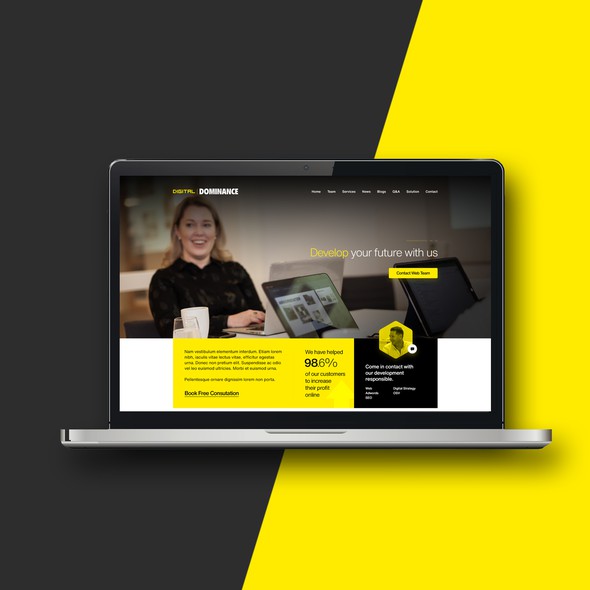 DIGITAL DOMINANCE
Home Team Services News Blogs Q&A Solution Contact
Develop your future with us
Contact Web Team
Nam vestibulum elementum interdum. Etiam lorem
nibh, iaculis vitae lectus vitae, efficitur egestas
urna. Donec non pretium elit. Suspendisse ac odio
vel leo euismod ultricies. Morbi et euismod urna.
Pellentesque ornare dignissim lorem non porta.
Book Free Consutation
We have helped
98.6%
of our customers
to increase
their profit
online
Come in contact with
our development
responsible.
Web Digital Strategy
Adwords
SEO